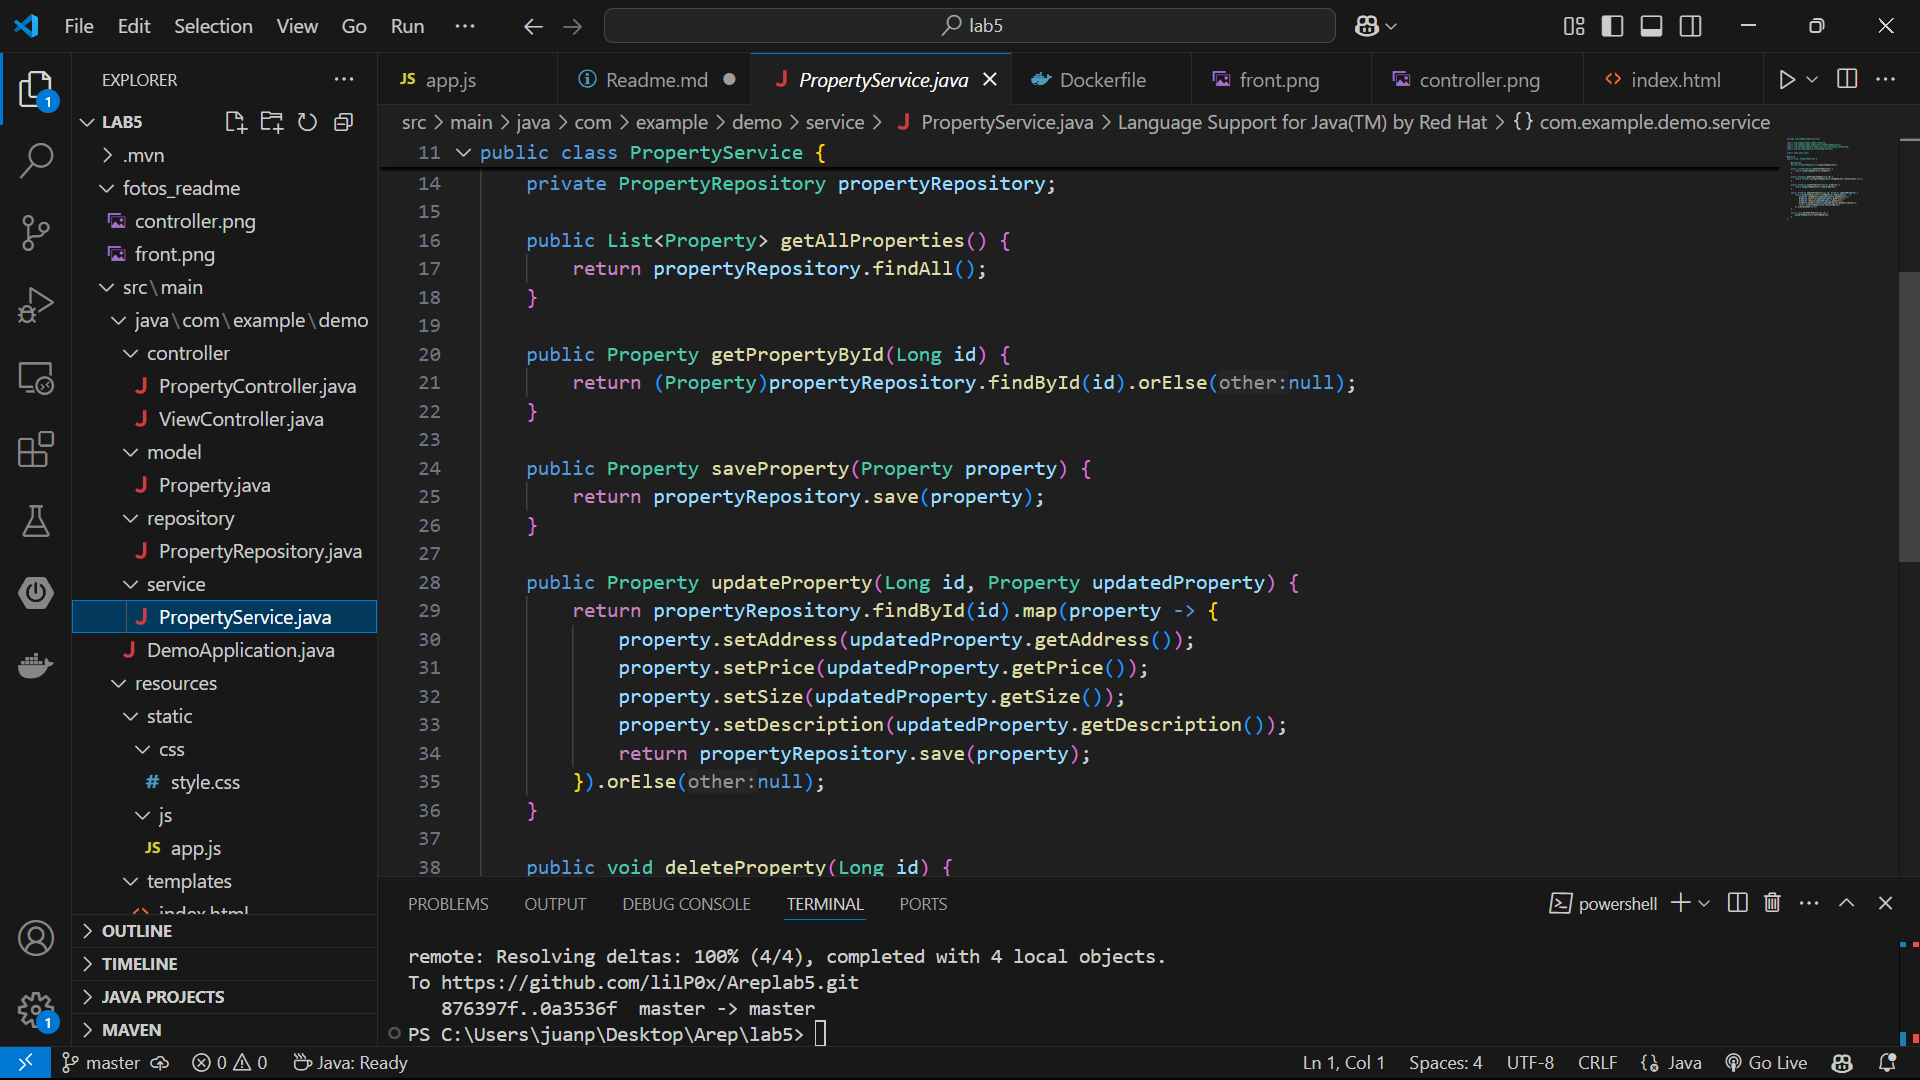 File Edit Selection View Go Run ··· lab5
EXPLORER
LAB5
.mvn
fotos_readme
controller.png
front.png
src\main
java\com\example\demo
controller
PropertyController.java
ViewController.java
model
Property.java
repository
PropertyRepository.java
service
PropertyService.java
DemoApplication.java
resources
static
css
# style.css
js
JS app.js
templates
<> index.html
OUTLINE
TIMELINE
JAVA PROJECTS
MAVEN
JS app.js Readme.md PropertyService.java Dockerfile front.png controller.png <> index.html
src > main > java > com > example > demo > service > PropertyService.java > Language Support for Java(TM) by Red Hat > {} com.example.demo.service
11 public class PropertyService {
14 private PropertyRepository propertyRepository;
15
16 public List<Property> getAllProperties() {
17 return propertyRepository.findAll();
18 }
19
20 public Property getPropertyById(Long id) {
21 return (Property)propertyRepository.findById(id).orElse(other:null);
22 }
23
24 public Property saveProperty(Property property) {
25 return propertyRepository.save(property);
26 }
27
28 public Property updateProperty(Long id, Property updatedProperty) {
29 return propertyRepository.findById(id).map(property -> {
30 property.setAddress(updatedProperty.getAddress());
31 property.setPrice(updatedProperty.getPrice());
32 property.setSize(updatedProperty.getSize());
33 property.setDescription(updatedProperty.getDescription());
34 return propertyRepository.save(property);
35 }).orElse(other:null);
36 }
37
38 public void deleteProperty(Long id) {
PROBLEMS OUTPUT DEBUG CONSOLE TERMINAL PORTS powershell
remote: Resolving deltas: 100% (4/4), completed with 4 local objects.
To https://github.com/lilP0x/Areplab5.git
876397f..0a3536f master -> master
PS C:\Users\juanp\Desktop\Arep\lab5>
1
1
master 0 0 Java: Ready Ln 1, Col 1 Spaces: 4 UTF-8 CRLF Java Go Live